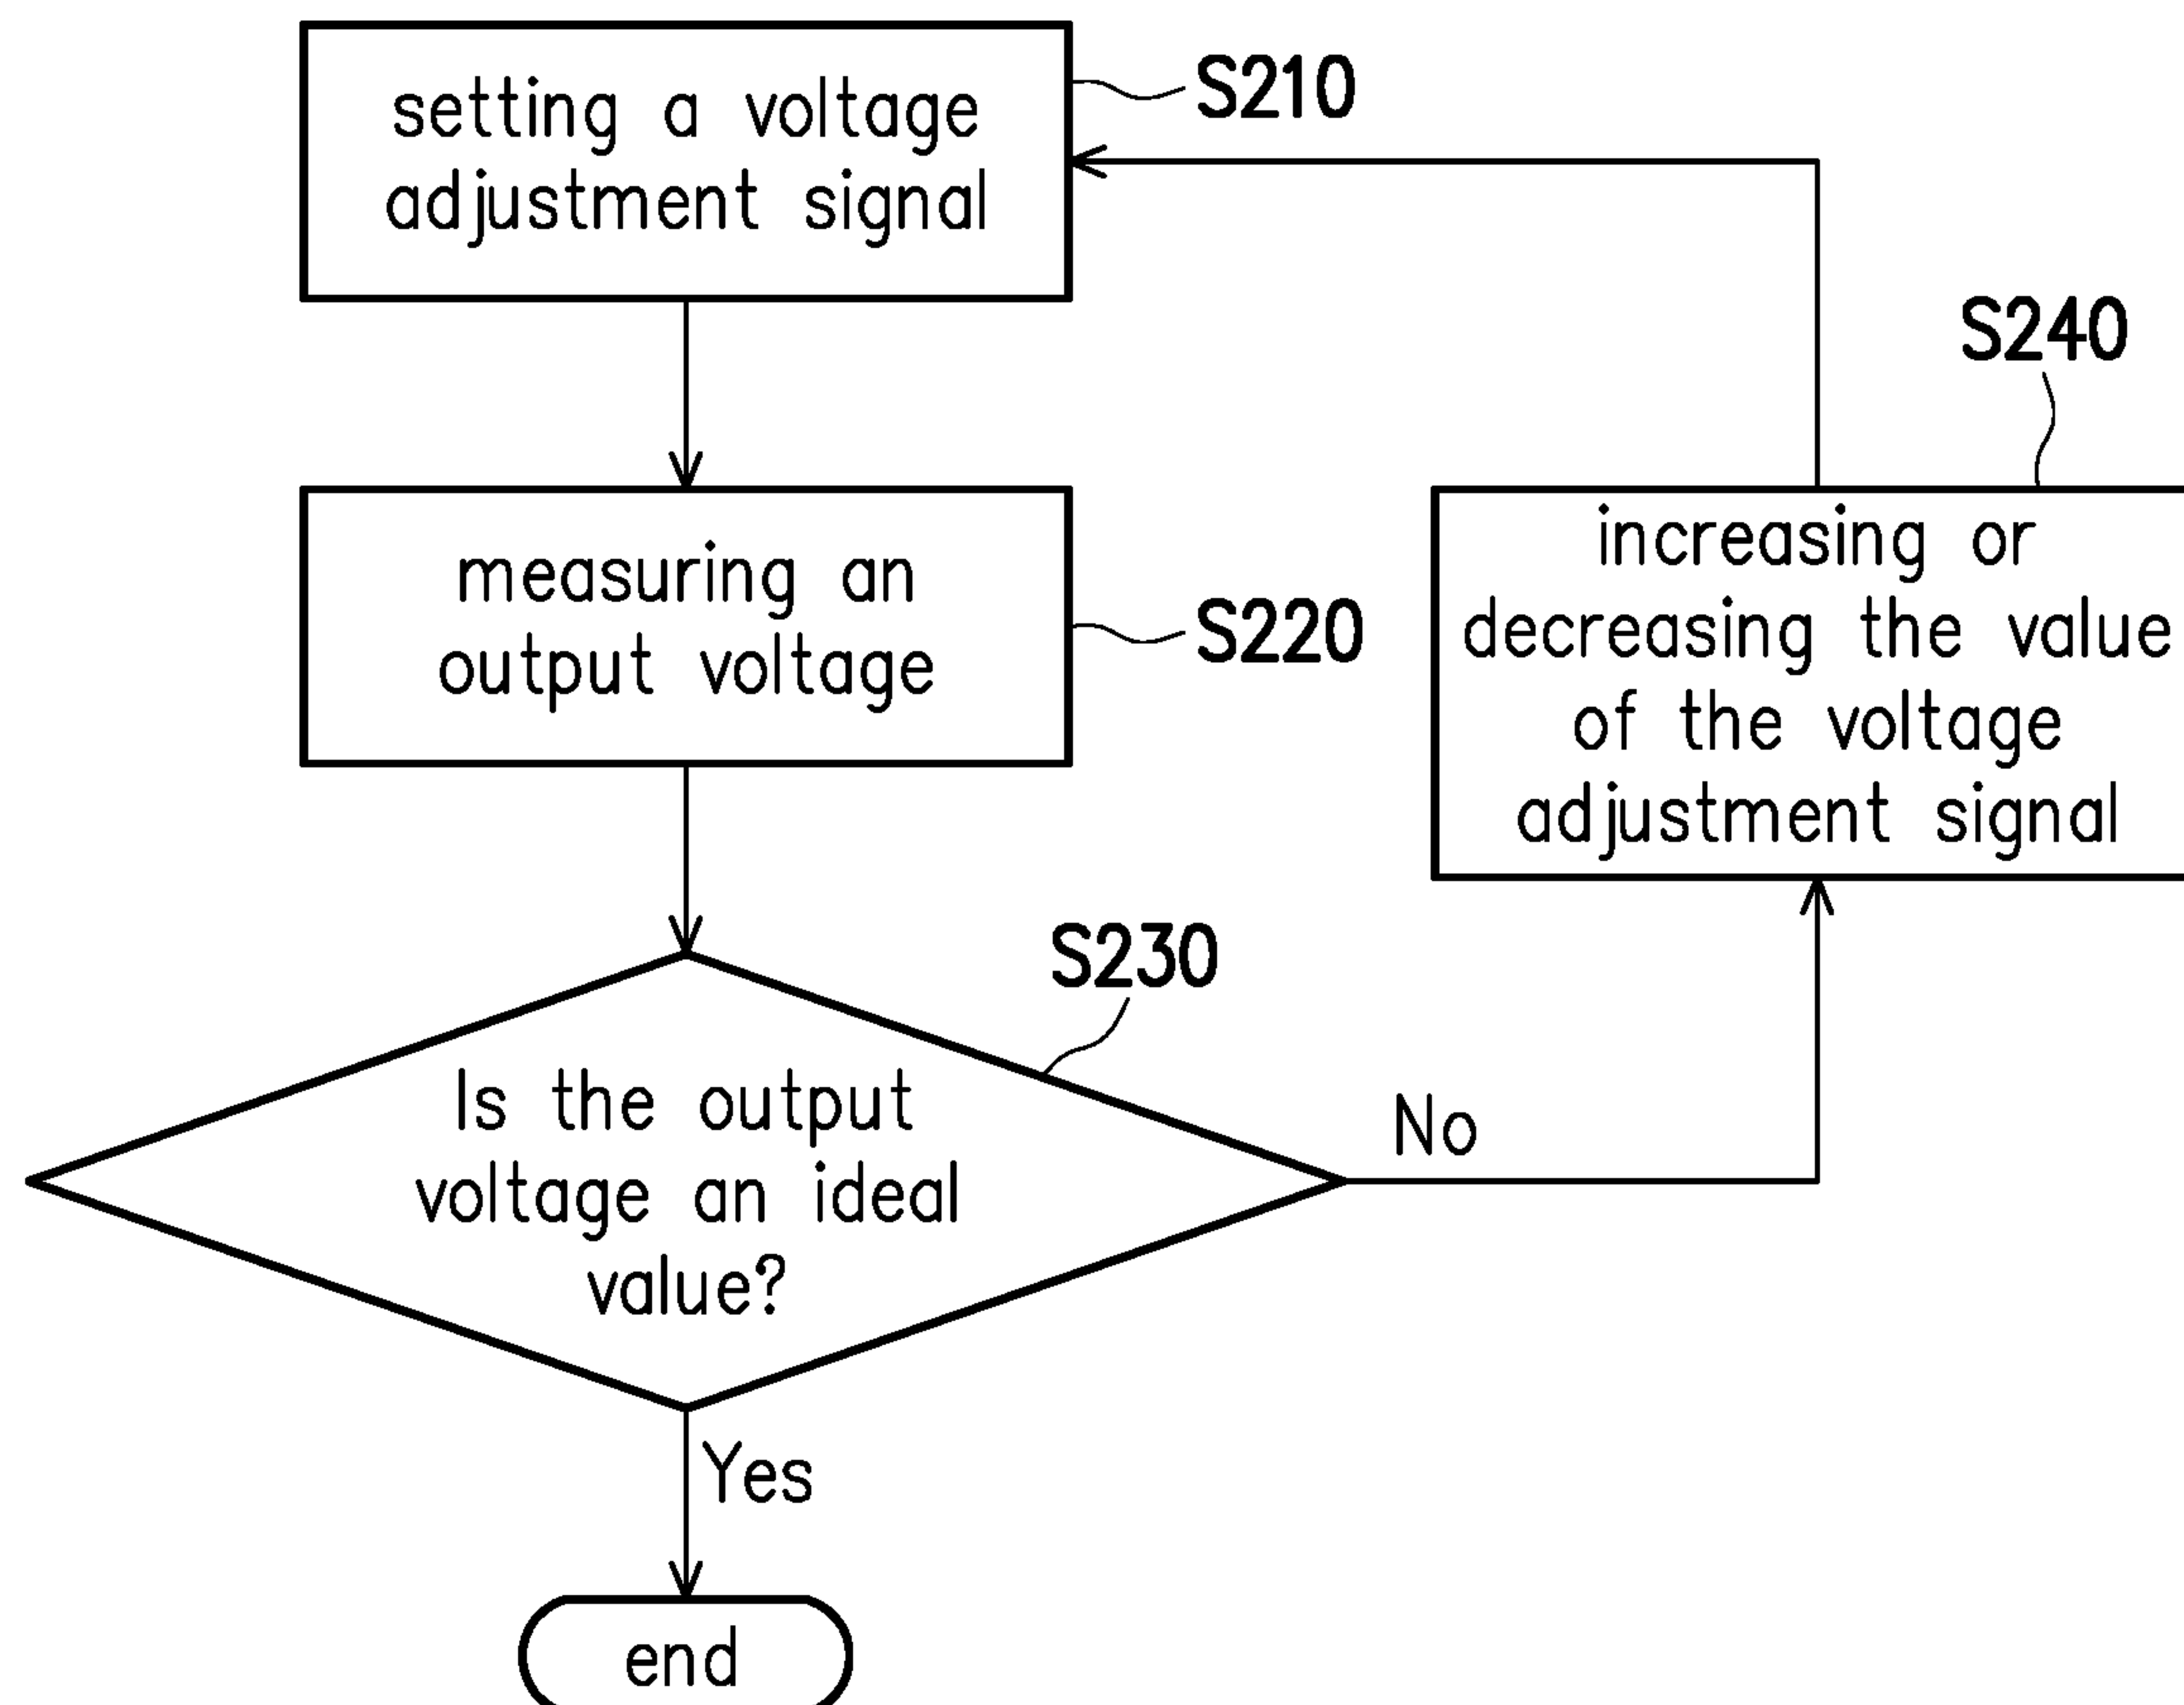 setting a voltage
adjustment signal
S210
S240
measuring an
output voltage
S220
increasing or
decreasing the value
of the voltage
adjustment signal
S230
Is the output
voltage an ideal
value?
No
Yes
end